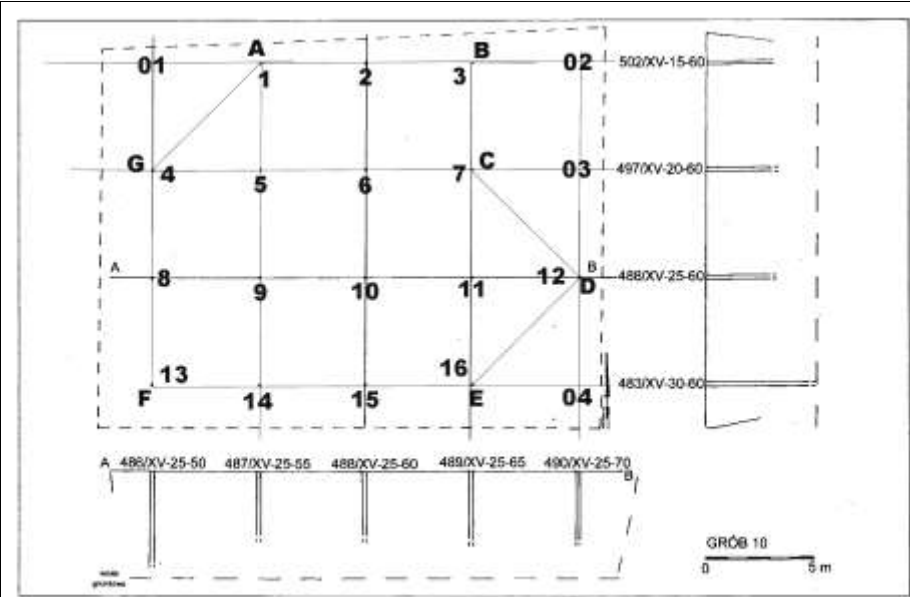 A B
01 1 2 3 02 502/XV-15-60
G C
4 5 6 7 03 497/XV-20-60
A 8 9 10 11 12 B D 488/XV-25-60
13 16
F 14 15 E 04 483/XV-30-60
A 486/XV-25-50 487/XV-25-55 488/XV-25-60 489/XV-25-65 490/XV-25-70 B
GRÓB 10
0 5 m